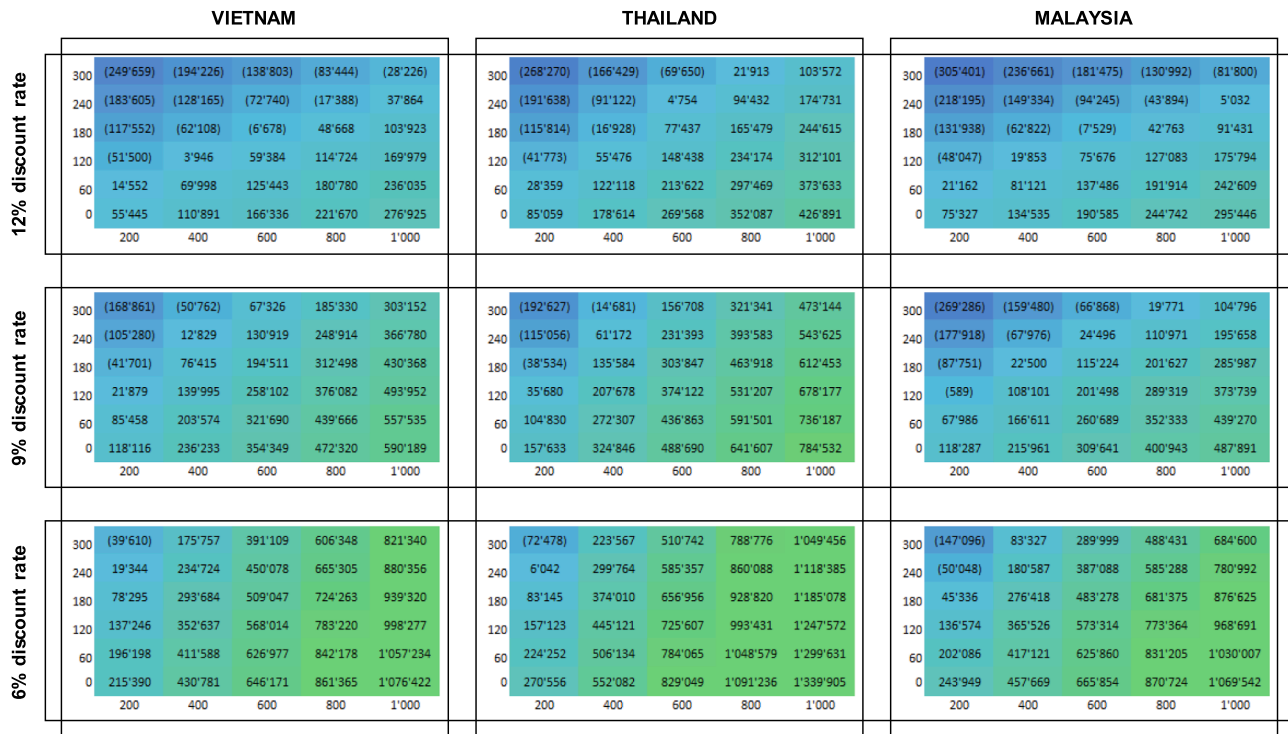 VIETNAM THAILAND MALAYSIA
12% discount rate
300 (249'659) (194'226) (138'803) (83'444) (28'226) 300 (268'270) (166'429) (69'650) 21'913 103'572 300 (305'401) (236'661) (181'475) (130'992) (81'800)
240 (183'605) (128'165) (72'740) (17'388) 37'864 240 (191'638) (91'122) 4'754 94'432 174'731 240 (218'195) (149'334) (94'245) (43'894) 5'032
180 (117'552) (62'108) (6'678) 48'668 103'923 180 (115'814) (16'928) 77'437 165'479 244'615 180 (131'938) (62'822) (7'529) 42'763 91'431
120 (51'500) 3'946 59'384 114'724 169'979 120 (41'773) 55'476 148'438 234'174 312'101 120 (48'047) 19'853 75'676 127'083 175'794
60 14'552 69'998 125'443 180'780 236'035 60 28'359 122'118 213'622 297'469 373'633 60 21'162 81'121 137'486 191'914 242'609
0 55'445 110'891 166'336 221'670 276'925 0 85'059 178'614 269'568 352'087 426'891 0 75'327 134'535 190'585 244'742 295'446
200 400 600 800 1'000 200 400 600 800 1'000 200 400 600 800 1'000
9% discount rate
300 (168'861) (50'762) 67'326 185'330 303'152 300 (192'627) (14'681) 156'708 321'341 473'144 300 (269'286) (159'480) (66'868) 19'771 104'796
240 (105'280) 12'829 130'919 248'914 366'780 240 (115'056) 61'172 231'393 393'583 543'625 240 (177'918) (67'976) 24'496 110'971 195'658
180 (41'701) 76'415 194'511 312'498 430'368 180 (38'534) 135'584 303'847 463'918 612'453 180 (87'751) 22'500 115'224 201'627 285'987
120 21'879 139'995 258'102 376'082 493'952 120 35'680 207'678 374'122 531'207 678'177 120 (589) 108'101 201'498 289'319 373'739
60 85'458 203'574 321'690 439'666 557'535 60 104'830 272'307 436'863 591'501 736'187 60 67'986 166'611 260'689 352'333 439'270
0 118'116 236'233 354'349 472'320 590'189 0 157'633 324'846 488'690 641'607 784'532 0 118'287 215'961 309'641 400'943 487'891
200 400 600 800 1'000 200 400 600 800 1'000 200 400 600 800 1'000
6% discount rate
300 (39'610) 175'757 391'109 606'348 821'340 300 (72'478) 223'567 510'742 788'776 1'049'456 300 (147'096) 83'327 289'999 488'431 684'600
240 19'344 234'724 450'078 665'305 880'356 240 6'042 299'764 585'357 860'088 1'118'385 240 (50'048) 180'587 387'088 585'288 780'992
180 78'295 293'684 509'047 724'263 939'320 180 83'145 374'010 656'956 928'820 1'185'078 180 45'336 276'418 483'278 681'375 876'625
120 137'246 352'637 568'014 783'220 998'277 120 157'123 445'121 725'607 993'431 1'247'572 120 136'574 365'526 573'314 773'364 968'691
60 196'198 411'588 626'977 842'178 1'057'234 60 224'252 506'134 784'065 1'048'579 1'299'631 60 202'086 417'121 625'860 831'205 1'030'007
0 215'390 430'781 646'171 861'365 1'076'422 0 270'556 552'082 829'049 1'091'236 1'339'905 0 243'949 457'669 665'854 870'724 1'069'542
200 400 600 800 1'000 200 400 600 800 1'000 200 400 600 800 1'000